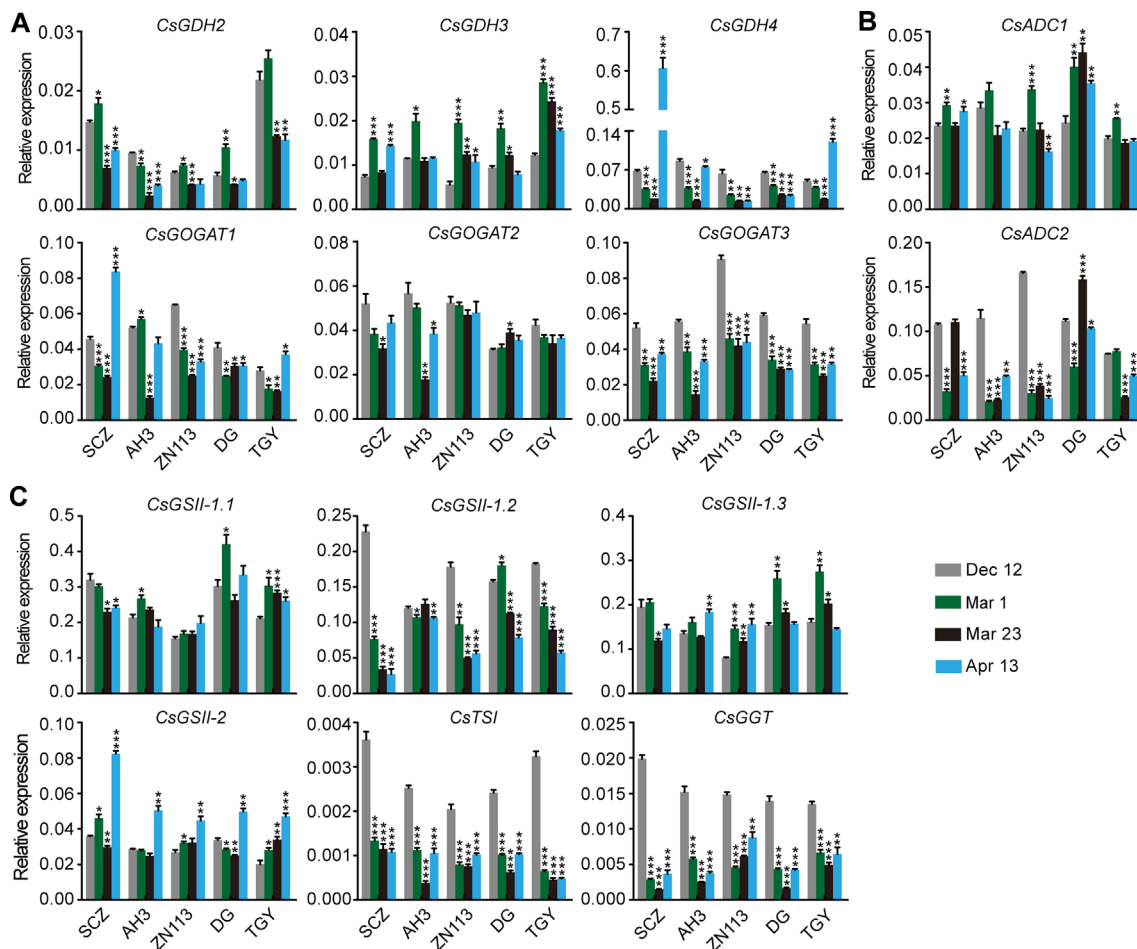 A
B
CsGDH2
CsGDH3
CsGDH4
CsADC1
Relative expression
0.03
0.02
0.01
0.00
0.04
0.03
0.02
0.01
0.00
0.7
0.6
0.5
0.14
0.07
0.00
Relative expression
0.05
0.04
0.03
0.02
0.01
0.00
CsGOGAT1
CsGOGAT2
CsGOGAT3
CsADC2
Relative expression
0.10
0.08
0.06
0.04
0.02
0.00
0.08
0.06
0.04
0.02
0.00
0.10
0.08
0.06
0.04
0.02
0.00
Relative expression
0.20
0.15
0.10
0.05
0.00
SCZ AH3 ZN113 DG TGY
SCZ AH3 ZN113 DG TGY
SCZ AH3 ZN113 DG TGY
SCZ AH3 ZN113 DG TGY
C
CsGSII-1.1
CsGSII-1.2
CsGSII-1.3
Relative expression
0.5
0.4
0.3
0.2
0.1
0.0
0.25
0.20
0.15
0.10
0.05
0.00
0.4
0.3
0.2
0.1
0.0
Dec 12
Mar 1
Mar 23
Apr 13
CsGSII-2
CsTSI
CsGGT
Relative expression
0.10
0.08
0.06
0.04
0.02
0.00
0.004
0.003
0.002
0.001
0.000
0.025
0.020
0.015
0.010
0.005
0.000
SCZ AH3 ZN113 DG TGY
SCZ AH3 ZN113 DG TGY
SCZ AH3 ZN113 DG TGY